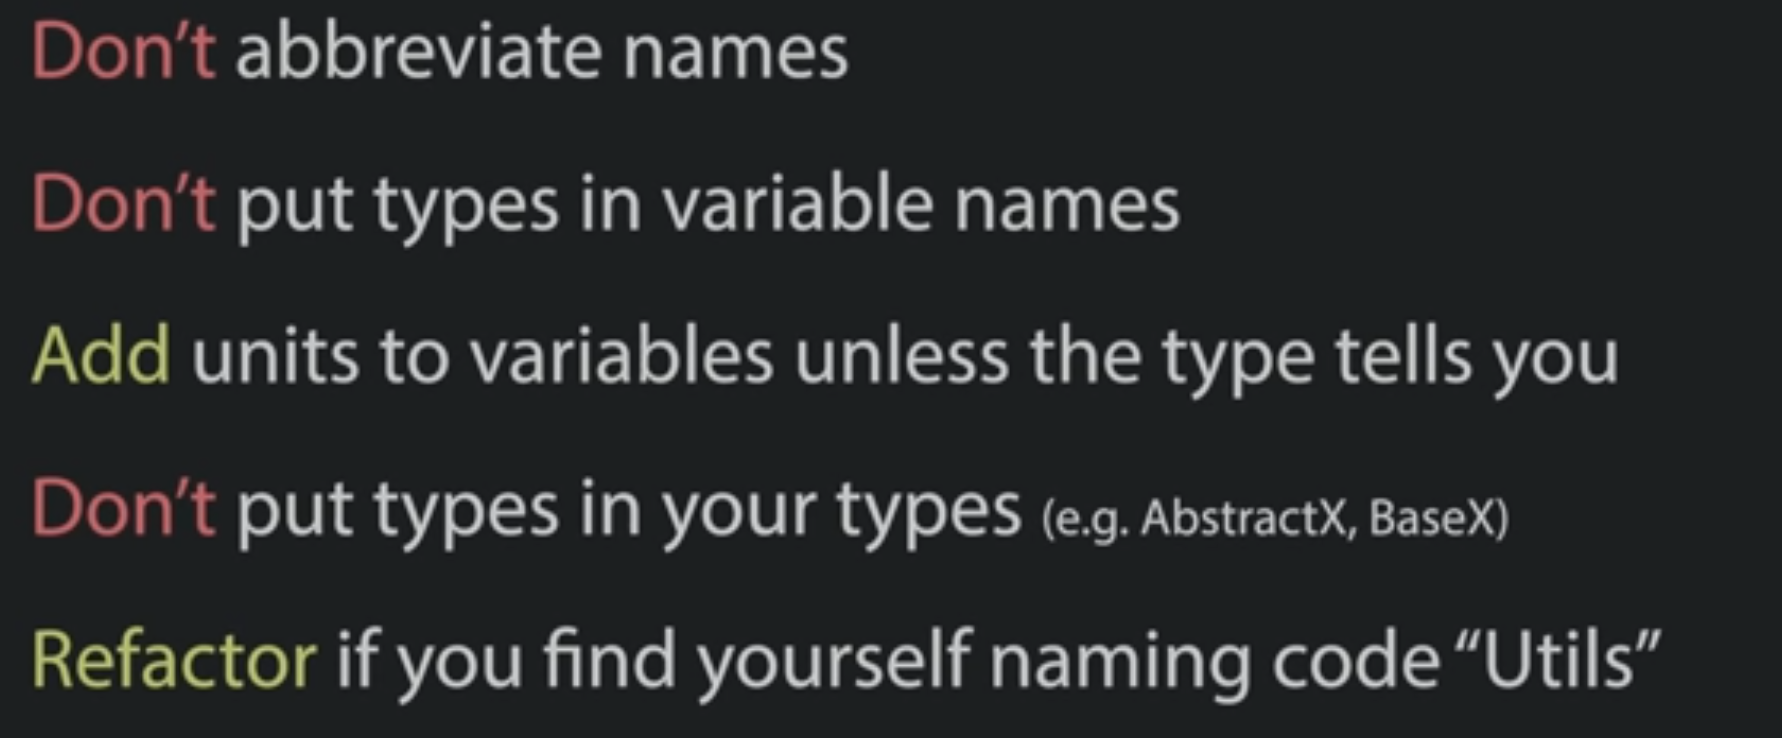 Don’t abbreviate names
Don’t put types in variable names
Add units to variables unless the type tells you
Don’t put types in your types (e.g. AbstractX, BaseX)
Refactor if you find yourself naming code “Utils”